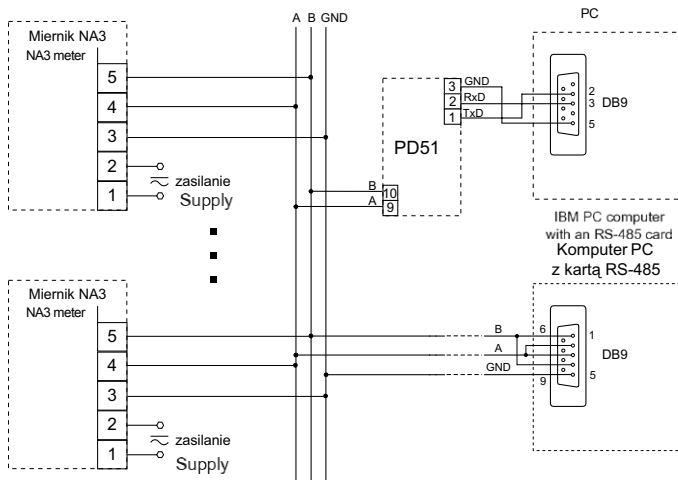 A B GND
PC
Miernik NA3
NA3 meter
5
4
3
2
1
zasilanie
Supply
PD51
3 GND
2 RxD
1 TxD
B 10
A 9
2
3
5
DB9
IBM PC computer
with an RS-485 card
Komputer PC
z kartą RS-485
Miernik NA3
NA3 meter
5
4
3
2
1
zasilanie
Supply
B 6
A
GND
9
1
5
DB9